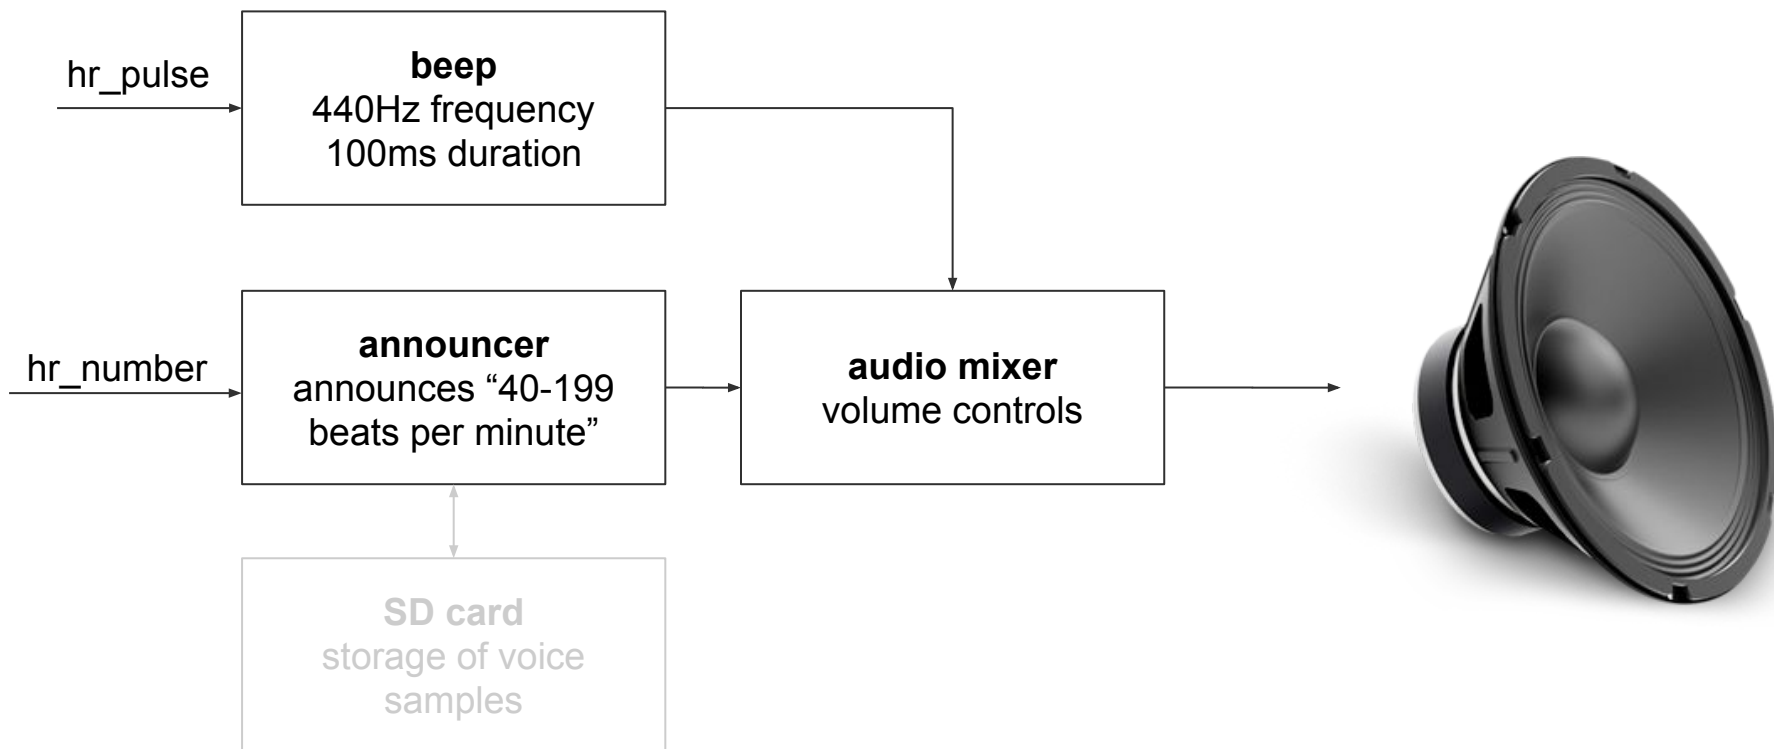 hr_pulse
beep
440Hz frequency
100ms duration
hr_number
announcer
announces “40-199
beats per minute”
audio mixer
volume controls
SD card
storage of voice
samples